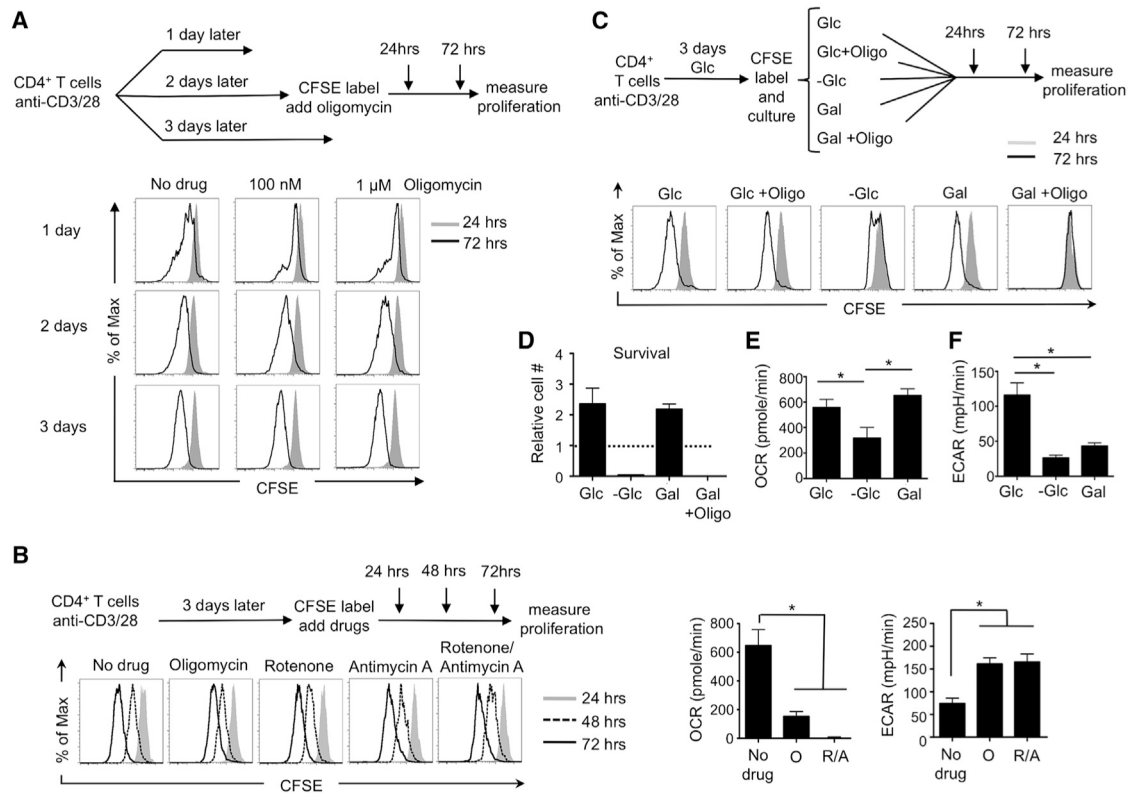 A
1 day later
CD4+ T cells
anti-CD3/28
2 days later
3 days later
CFSE label
add oligomycin
24hrs
72 hrs
measure
proliferation
No drug
100 nM
1 µM
Oligomycin
24 hrs
72 hrs
1 day
2 days
3 days
% of Max
CFSE
B
CD4+ T cells
anti-CD3/28
3 days later
CFSE label
add drugs
24 hrs
48 hrs
72hrs
measure
proliferation
No drug
Oligomycin
Rotenone
Antimycin A
Rotenone/
Antimycin A
24 hrs
48 hrs
72 hrs
% of Max
CFSE
OCR (pmole/min)
800
600
400
200
0
*
No
drug
O
R/A
ECAR (mpH/min)
250
200
150
100
50
0
*
No
drug
O
R/A
C
CD4+
T cells
anti-CD3/28
3 days
Glc
CFSE
label
and
culture
Glc
Glc+Oligo
-Glc
Gal
Gal +Oligo
24hrs
72 hrs
measure
proliferation
24 hrs
72 hrs
Glc
Glc +Oligo
-Glc
Gal
Gal +Oligo
% of Max
CFSE
D
Survival
Relative cell #
4
3
2
1
0
Glc
-Glc
Gal
Gal
+Oligo
E
OCR (pmole/min)
800
600
400
200
0
*
*
Glc
-Glc
Gal
F
ECAR (mpH/min)
150
100
50
0
*
*
Glc
-Glc
Gal